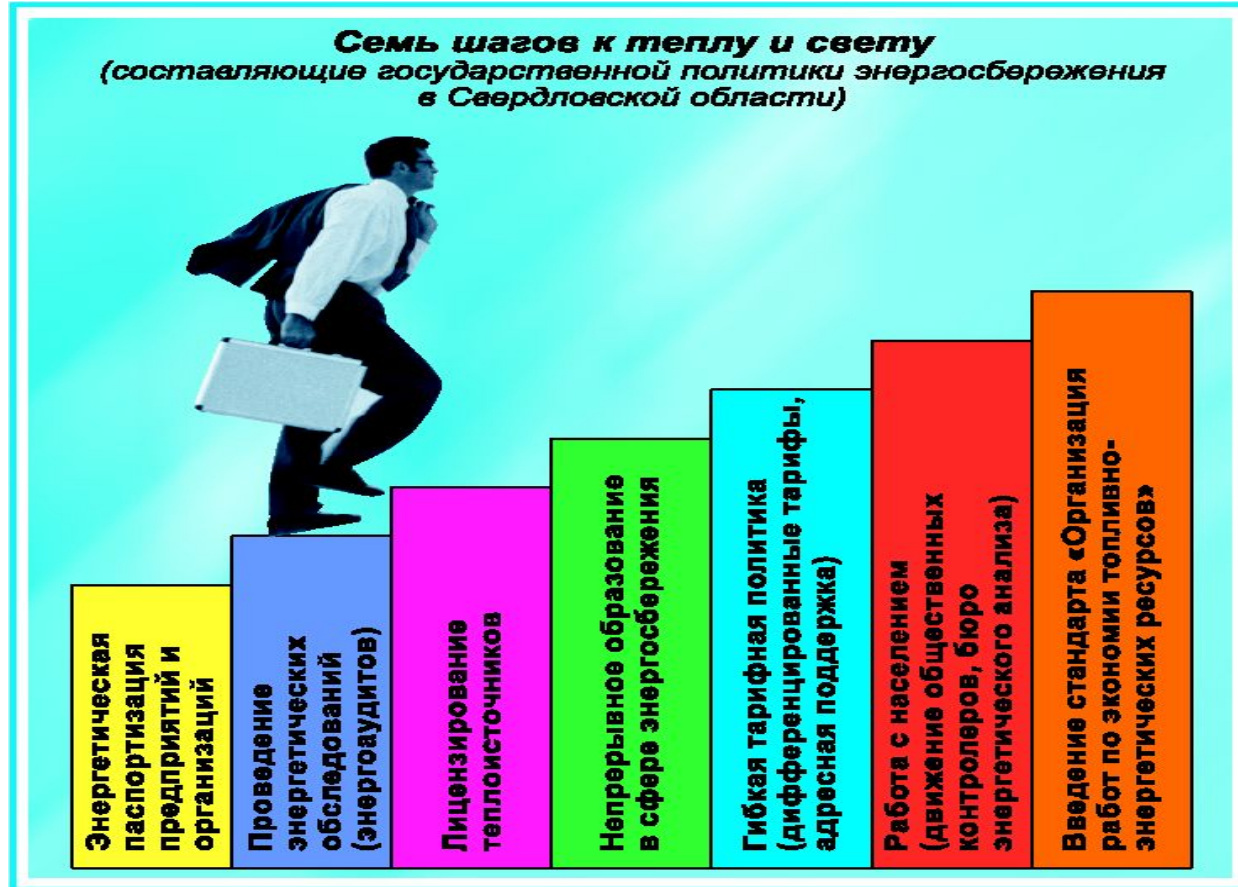 Семь шагов к теплу и свету
(составляющие государственной политики энергосбережения
в Свердловской области)
Энергетическая
паспортизация
предприятий и
организаций
Проведение
энергетических
обследований
(энергоаудитов)
Лицензирование
теплоисточников
Непрерывное образование
в сфере энергосбережения
Гибкая тарифная политика
(дифференцированные тарифы,
адресная поддержка)
Работа с населением
(движение общественных
контролеров, бюро
энергетического анализа)
Введение стандарта «Организация
работ по экономии топливно-
энергетических ресурсов»